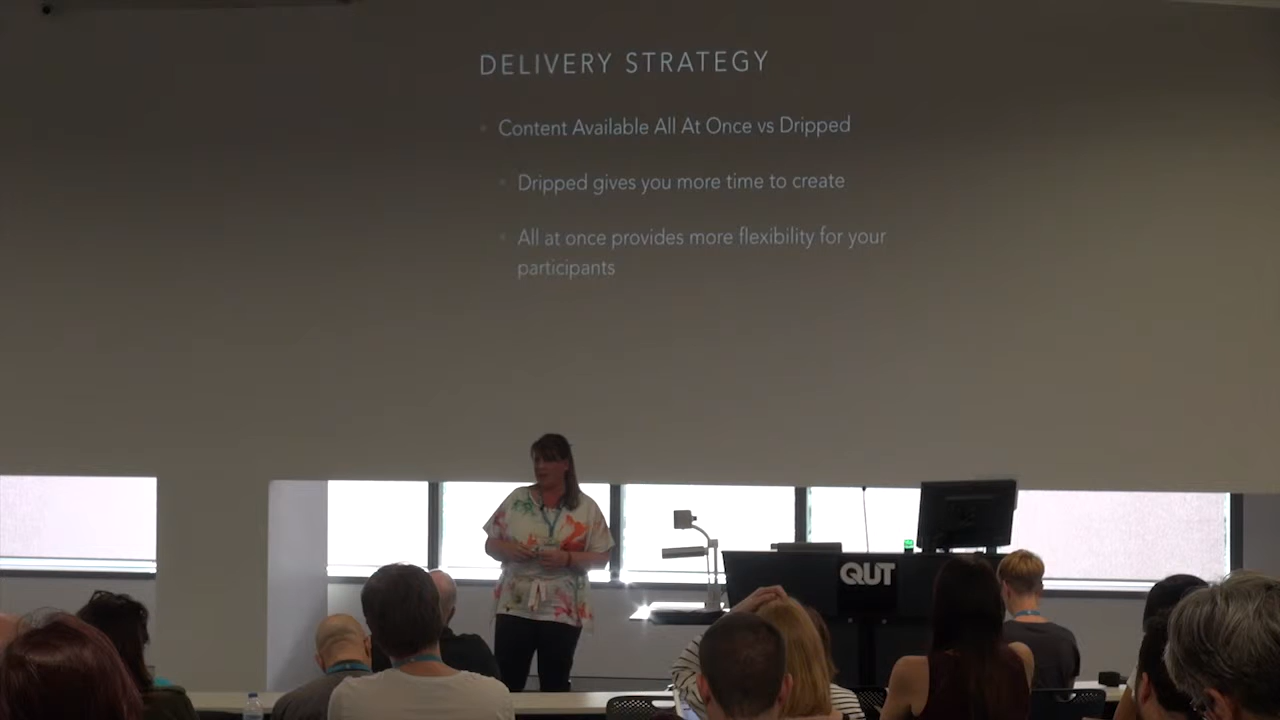 DELIVERY STRATEGY
Content Available All At Once vs Dripped
Dripped gives you more time to create
All at once provides more flexibility for your
participants
QUT